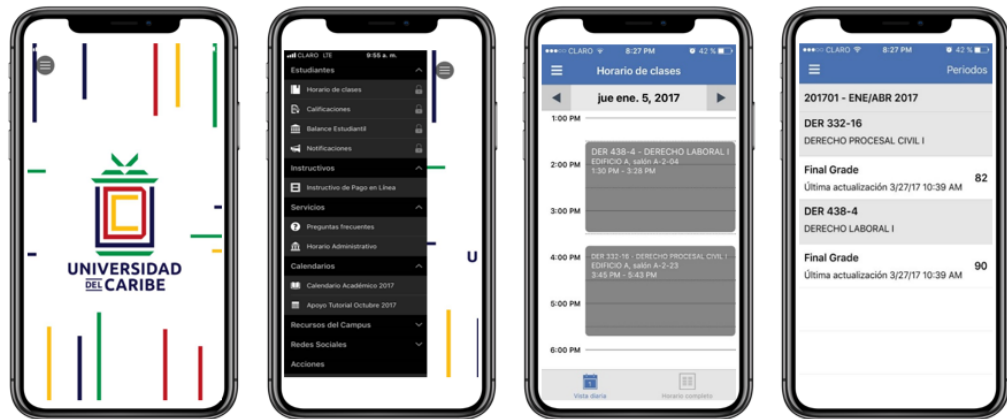 UNIVERSIDAD
DEL CARIBE
CLARO LTE 9:55 a. m.
Estudiantes
Horario de clases
Calificaciones
Balance Estudiantil
Notificaciones
Instructivos
Instructivo de Pago en Línea
Servicios
Preguntas frecuentes
Horario Administrativo
Calendarios
Calendario Académico 2017
Apoyo Tutorial Octubre 2017
Recursos del Campus
Redes Sociales
Acciones
U
CLARO 8:27 PM 42 %
Horario de clases
jue ene. 5, 2017
1:00 PM
DER 438-4 - DERECHO LABORAL I
EDIFICIO A, salón A-2-04
1:30 PM - 3:28 PM
2:00 PM
3:00 PM
4:00 PM
DER 332-16 - DERECHO PROCESAL CIVIL I
EDIFICIO A, salón A-2-23
3:45 PM - 5:43 PM
5:00 PM
6:00 PM
Vista diaria
Horario completo
CLARO 8:27 PM 42 %
Periodos
201701 - ENE/ABR 2017
DER 332-16
DERECHO PROCESAL CIVIL I
Final Grade
82
Última actualización 3/27/17 10:39 AM
DER 438-4
DERECHO LABORAL I
Final Grade
90
Última actualización 3/27/17 10:39 AM